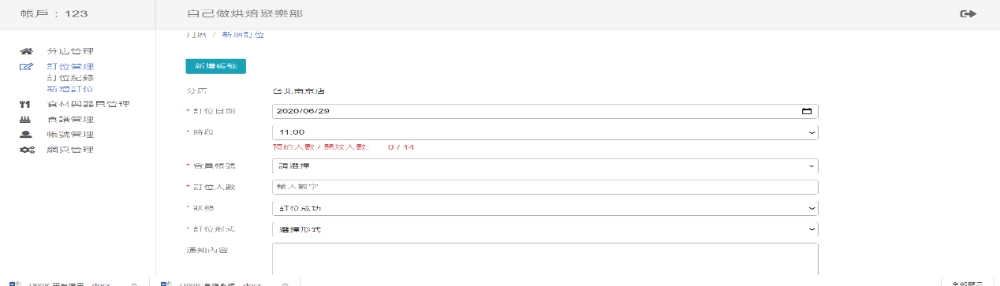 帳戶：123
自己做烘焙聚樂部
月曆 / 新增訂位
分店管理
訂位管理
訂位紀錄
新增訂位
食材與器具管理
食譜管理
帳號管理
網頁管理
新增帳號
分店 台北南京店
* 訂位日期 2020/06/29
* 時段 11:00
預約人數 / 開放人數: 0 / 14
* 會員帳號 請選擇
* 訂位人數 輸入數字
* 狀態 訂位成功
* 訂位形式 選擇形式
通知內容
全部顯示